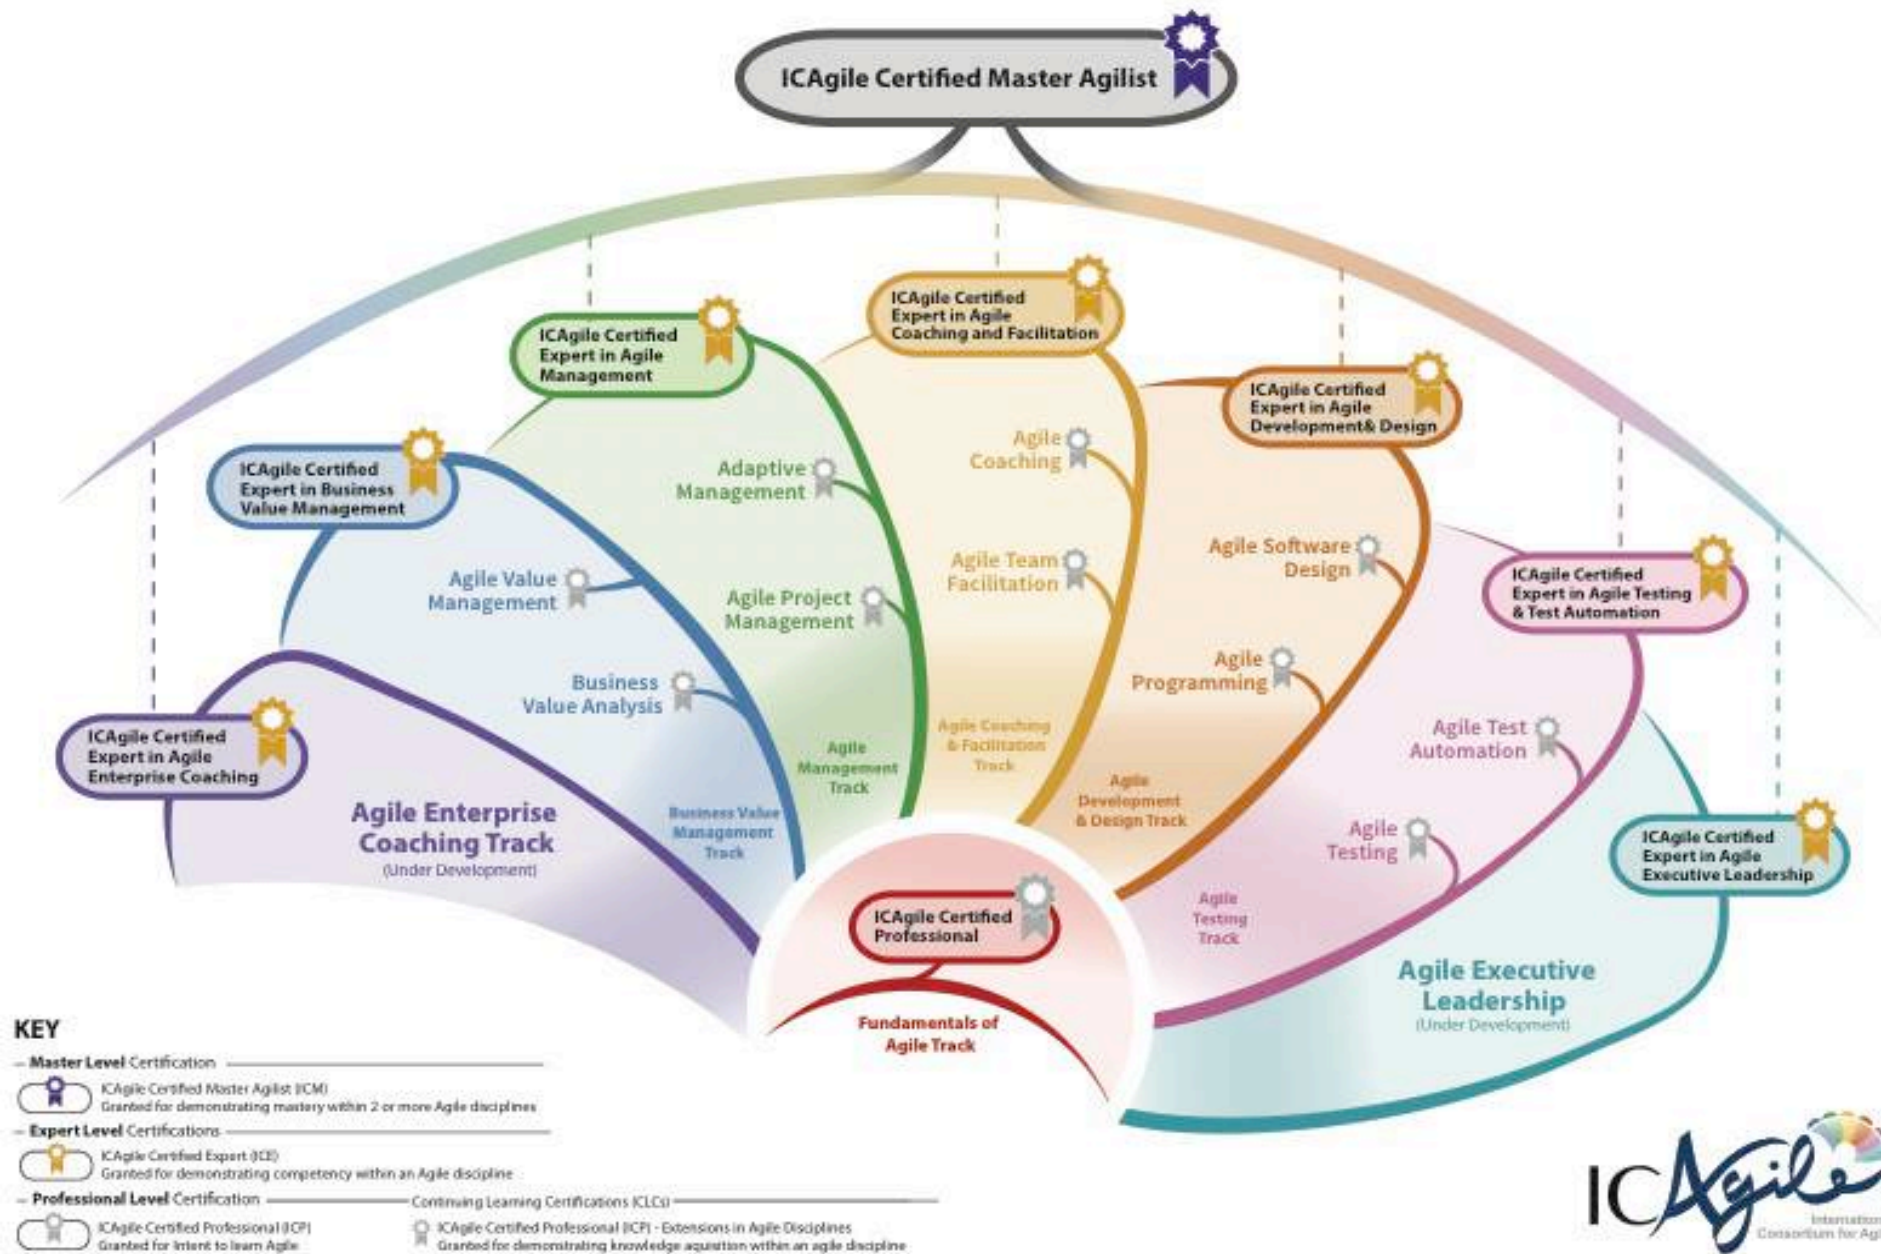 ICAgile Certified Master Agilist
ICAgile Certified
Expert in Agile
Coaching and Facilitation
ICAgile Certified
Expert in Agile
Management
ICAgile Certified
Expert in Agile
Development& Design
ICAgile Certified
Expert in Business
Value Management
ICAgile Certified
Expert in Agile Testing
& Test Automation
ICAgile Certified
Expert in Agile
Enterprise Coaching
ICAgile Certified
Expert in Agile
Executive Leadership
Agile Enterprise
Coaching Track
(Under Development)
Agile Value
Management
Business
Value Analysis
Business Value
Management
Track
Adaptive
Management
Agile Project
Management
Agile
Management
Track
Agile
Coaching
Agile Team
Facilitation
Agile Coaching
& Facilitation
Track
Agile Software
Design
Agile
Programming
Agile
Development
& Design Track
Agile Test
Automation
Agile
Testing
Agile
Testing
Track
Agile Executive
Leadership
(Under Development)
ICAgile Certified
Professional
Fundamentals of
Agile Track
KEY
Master Level Certification
ICAgile Certified Master Agilist (ICM)
Granted for demonstrating mastery within 2 or more Agile disciplines
Expert Level Certifications
ICAgile Certified Expert (ICE)
Granted for demonstrating competency within an Agile discipline
Professional Level Certification
Continuing Learning Certifications (CLCs)
ICAgile Certified Professional (ICP)
Granted for Intent to learn Agile
ICAgile Certified Professional (ICP) - Extensions in Agile Disciplines
Granted for demonstrating knowledge aquisition within an agile discipline
ICAgile
Internation
Consortium for Agi